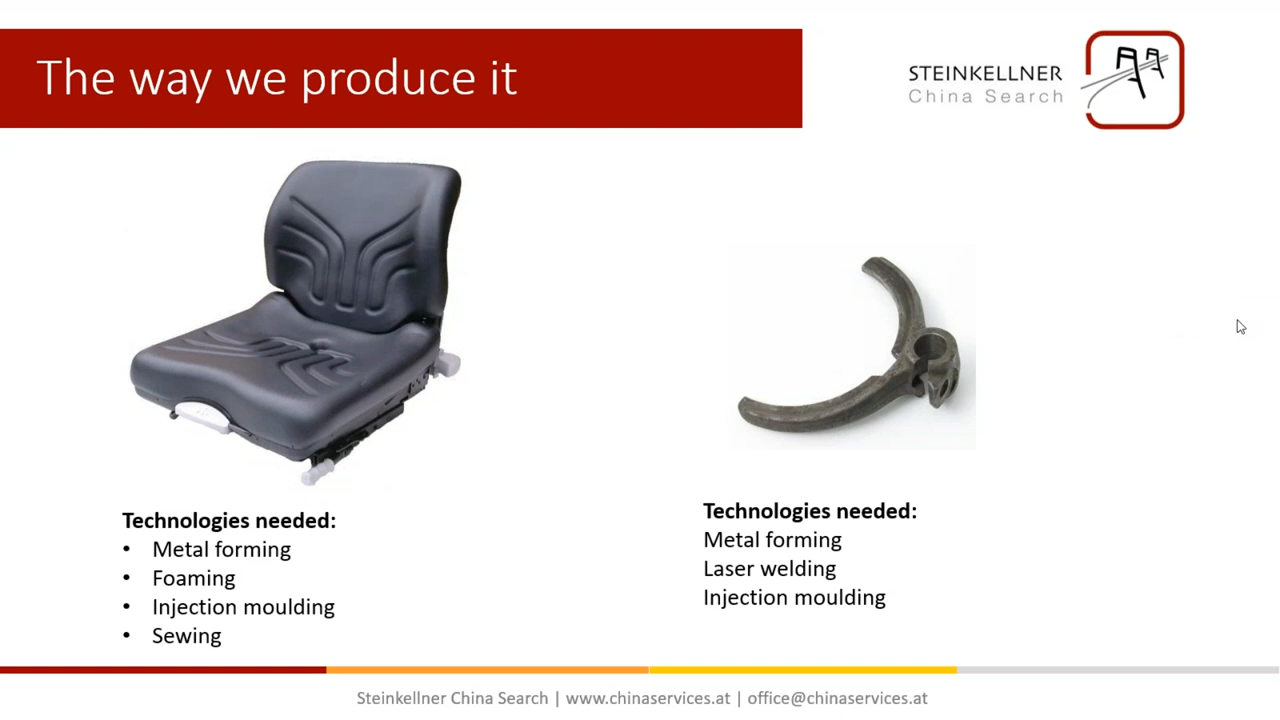 The way we produce it
STEINKELLNER
China Search
Technologies needed:
• Metal forming
• Foaming
• Injection moulding
• Sewing
Technologies needed:
Metal forming
Laser welding
Injection moulding
Steinkellner China Search | www.chinaservices.at | office@chinaservices.at